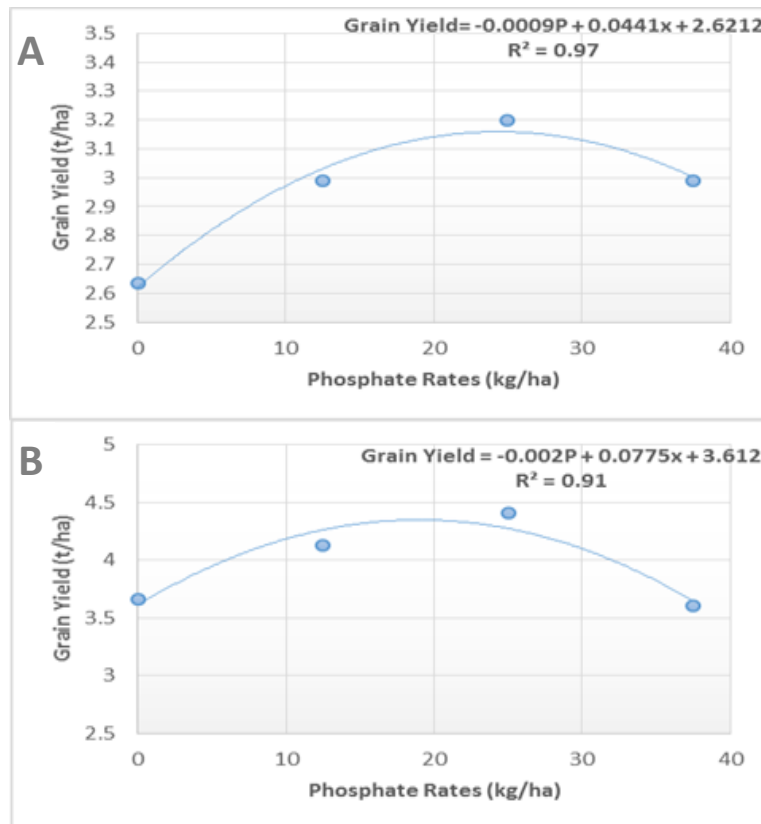 A
Grain Yield= -0.0009P + 0.0441x + 2.6212
R² = 0.97
3.5
3.4
3.3
3.2
3.1
3
2.9
2.8
2.7
2.6
2.5
Grain Yield (t/ha)
0 10 20 30 40
Phosphate Rates (kg/ha)
B
Grain Yield = -0.002P + 0.0775x + 3.612
R² = 0.91
5
4.5
4
3.5
3
2.5
Grain Yield (t/ha)
0 10 20 30 40
Phosphate Rates (kg/ha)